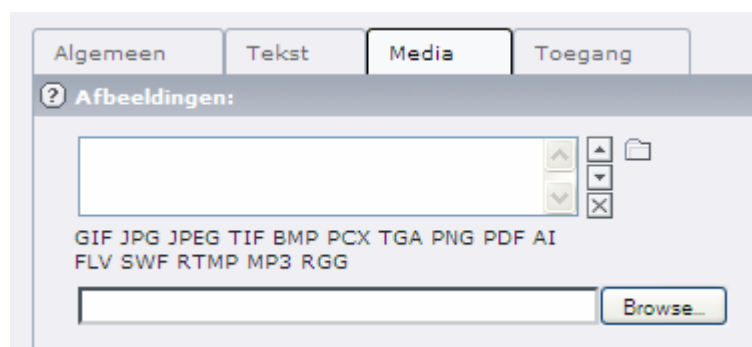 Algemeen Tekst Media Toegang
? Afbeeldingen:
GIF JPG JPEG TIF BMP PCX TGA PNG PDF AI
FLV SWF RTMP MP3 RGG
Browse...